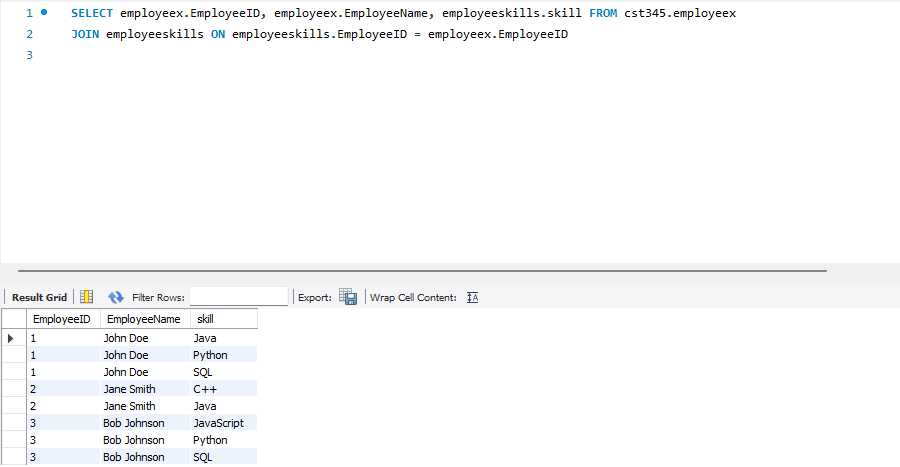 1 SELECT employeex.EmployeeID, employeex.EmployeeName, employeeskills.skill FROM cst345.employeex
2 JOIN employeeskills ON employeeskills.EmployeeID = employeex.EmployeeID
3
Result Grid Filter Rows: Export: Wrap Cell Content: IA
EmployeeID EmployeeName skill
1 John Doe Java
1 John Doe Python
1 John Doe SQL
2 Jane Smith C++
2 Jane Smith Java
3 Bob Johnson JavaScript
3 Bob Johnson Python
3 Bob Johnson SQL